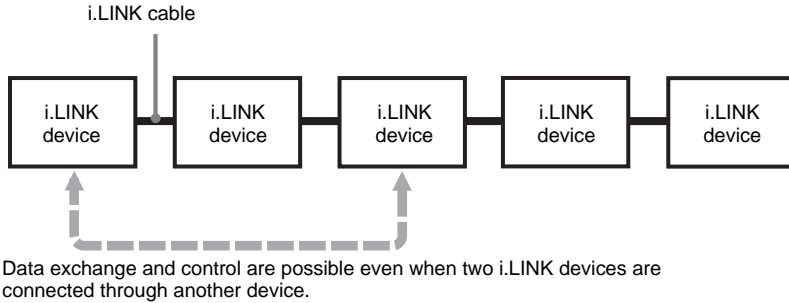 i.LINK cable
i.LINK
device
i.LINK
device
i.LINK
device
i.LINK
device
i.LINK
device
Data exchange and control are possible even when two i.LINK devices are
connected through another device.